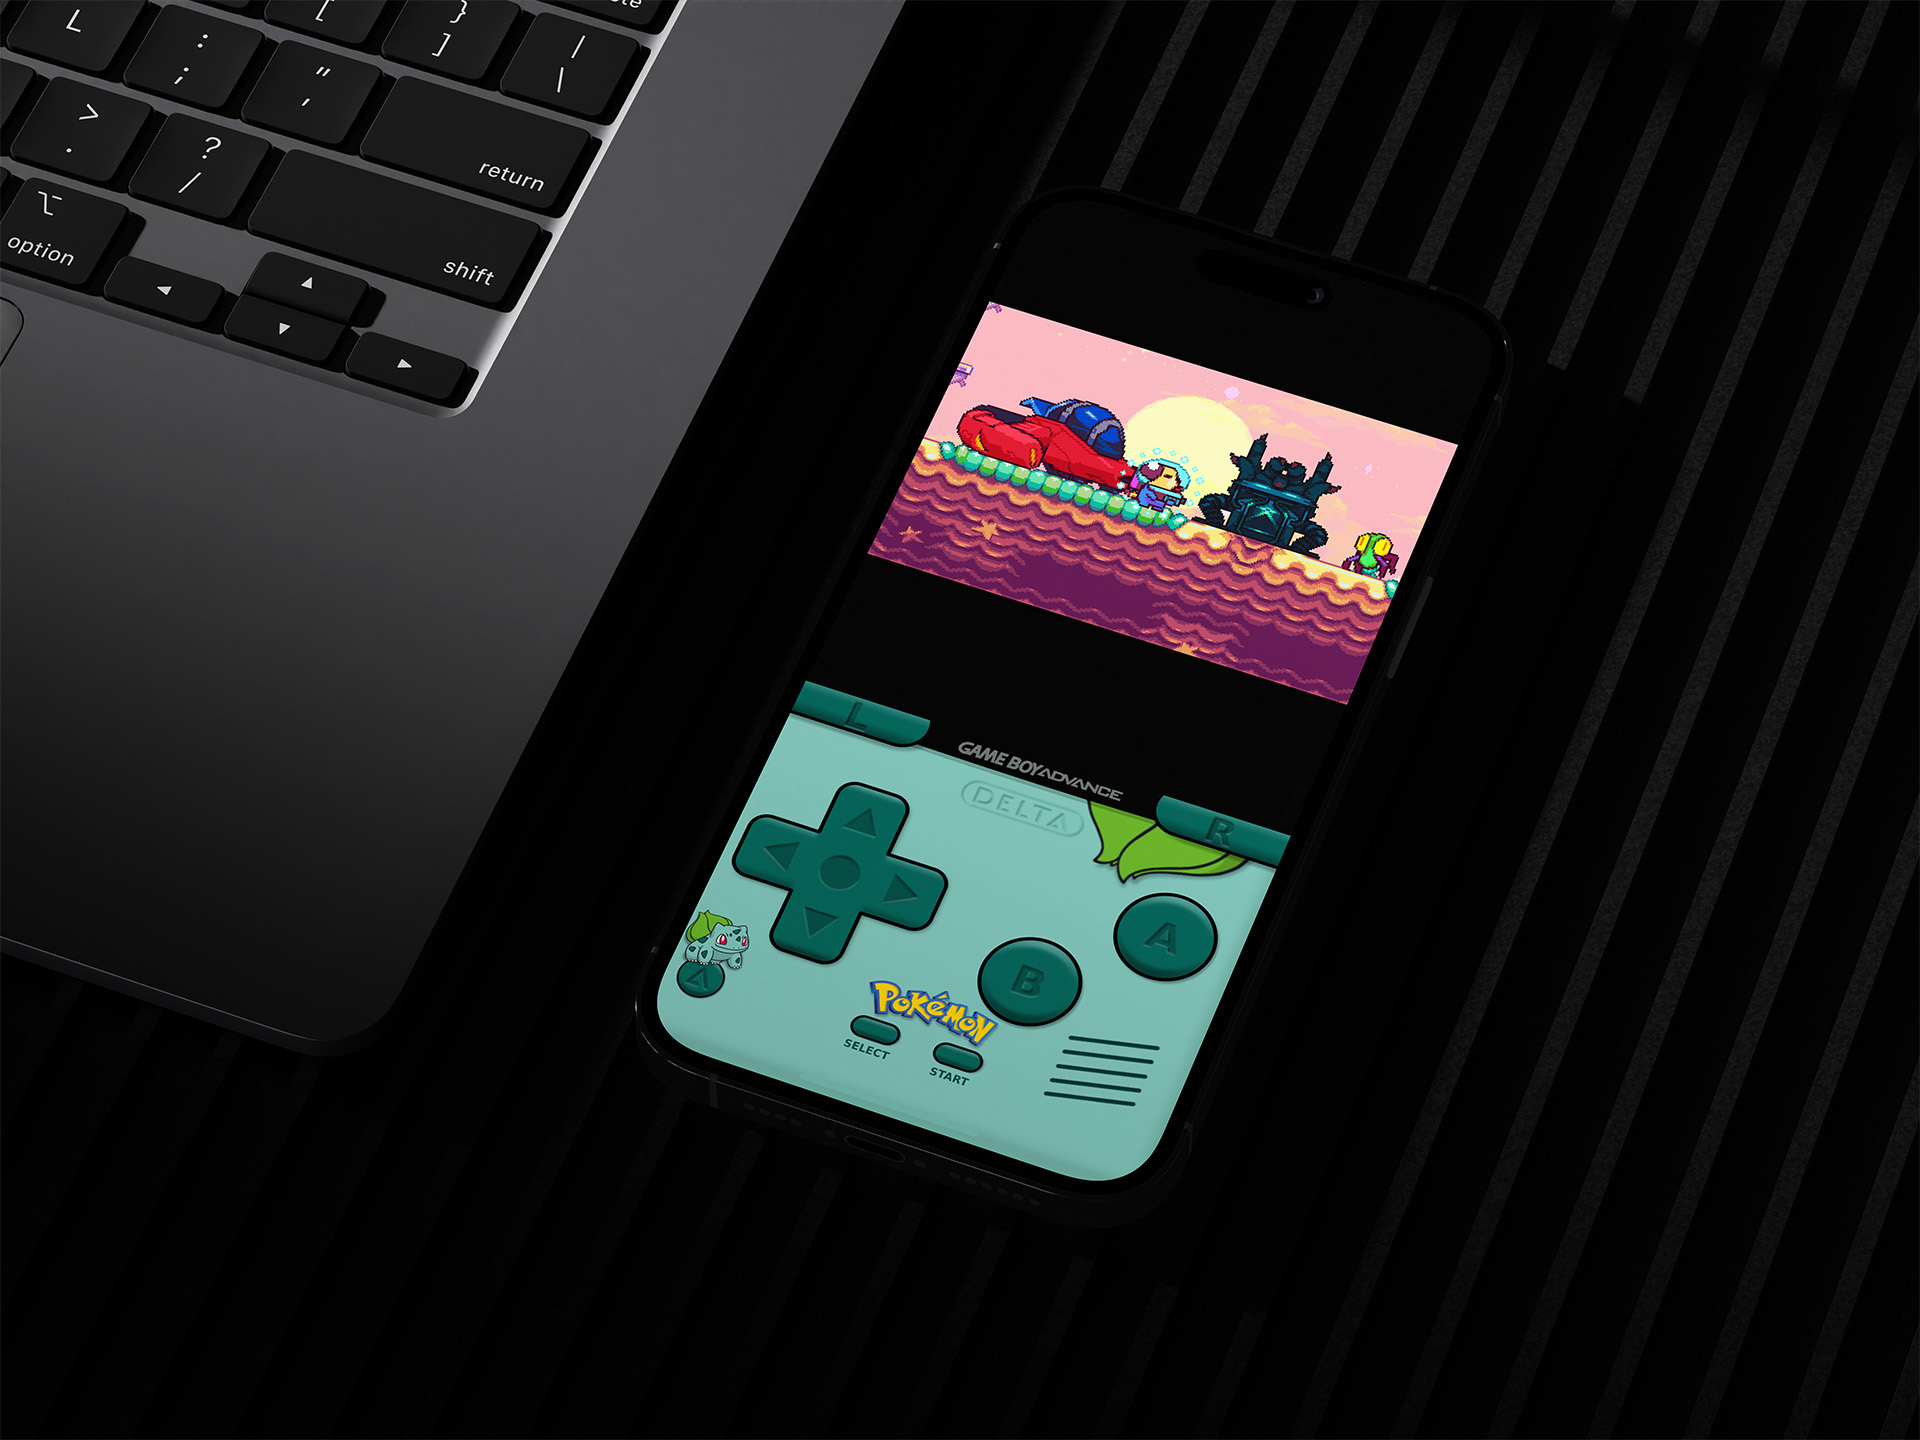 L
{
[
}
]
:
;
"
'
|
\
return
>
.
?
/
shift
option
L
GAME BOY ADVANCE
DELTA
R
A
B
POKéMON
SELECT
START